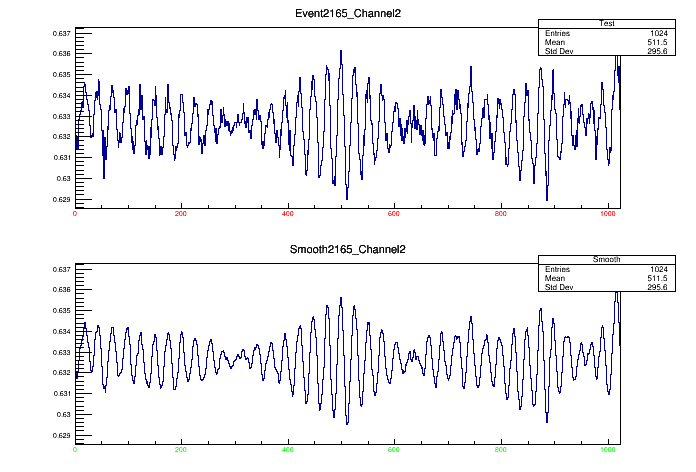 Event2165_Channel2
Test
Entries 1024
Mean 511.5
Std Dev 295.6
0.637
0.636
0.635
0.634
0.633
0.632
0.631
0.63
0.629
0 200 400 600 800 1000
Smooth2165_Channel2
Smooth
Entries 1024
Mean 511.5
Std Dev 295.6
0.637
0.636
0.635
0.634
0.633
0.632
0.631
0.63
0.629
0 200 400 600 800 1000